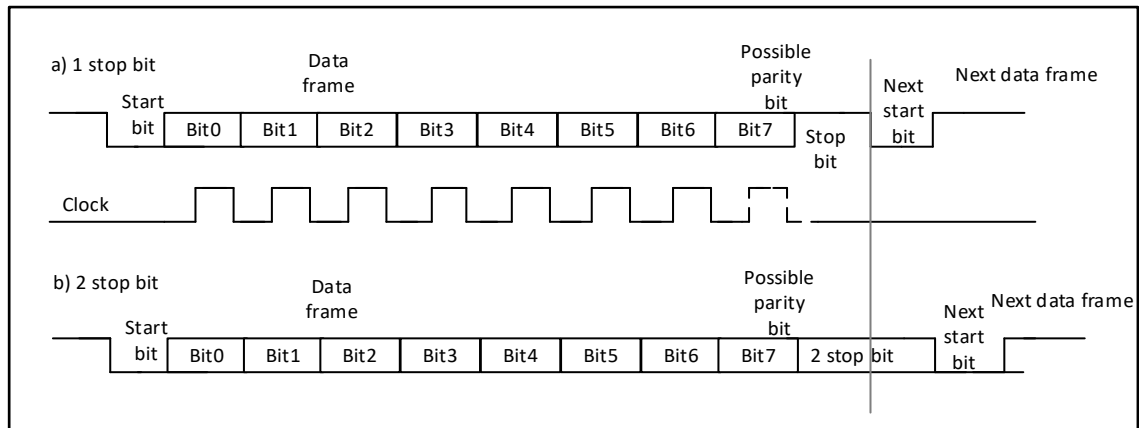 a) 1 stop bit
Data
frame
Possible
parity
bit
Next data frame
Start
bit
Bit0 Bit1 Bit2 Bit3 Bit4 Bit5 Bit6 Bit7
Stop
bit
Next
start
bit
Clock
b) 2 stop bit
Data
frame
Possible
parity
bit
Next data frame
Start
bit
Bit0 Bit1 Bit2 Bit3 Bit4 Bit5 Bit6 Bit7
2 stop bit
Next
start
bit